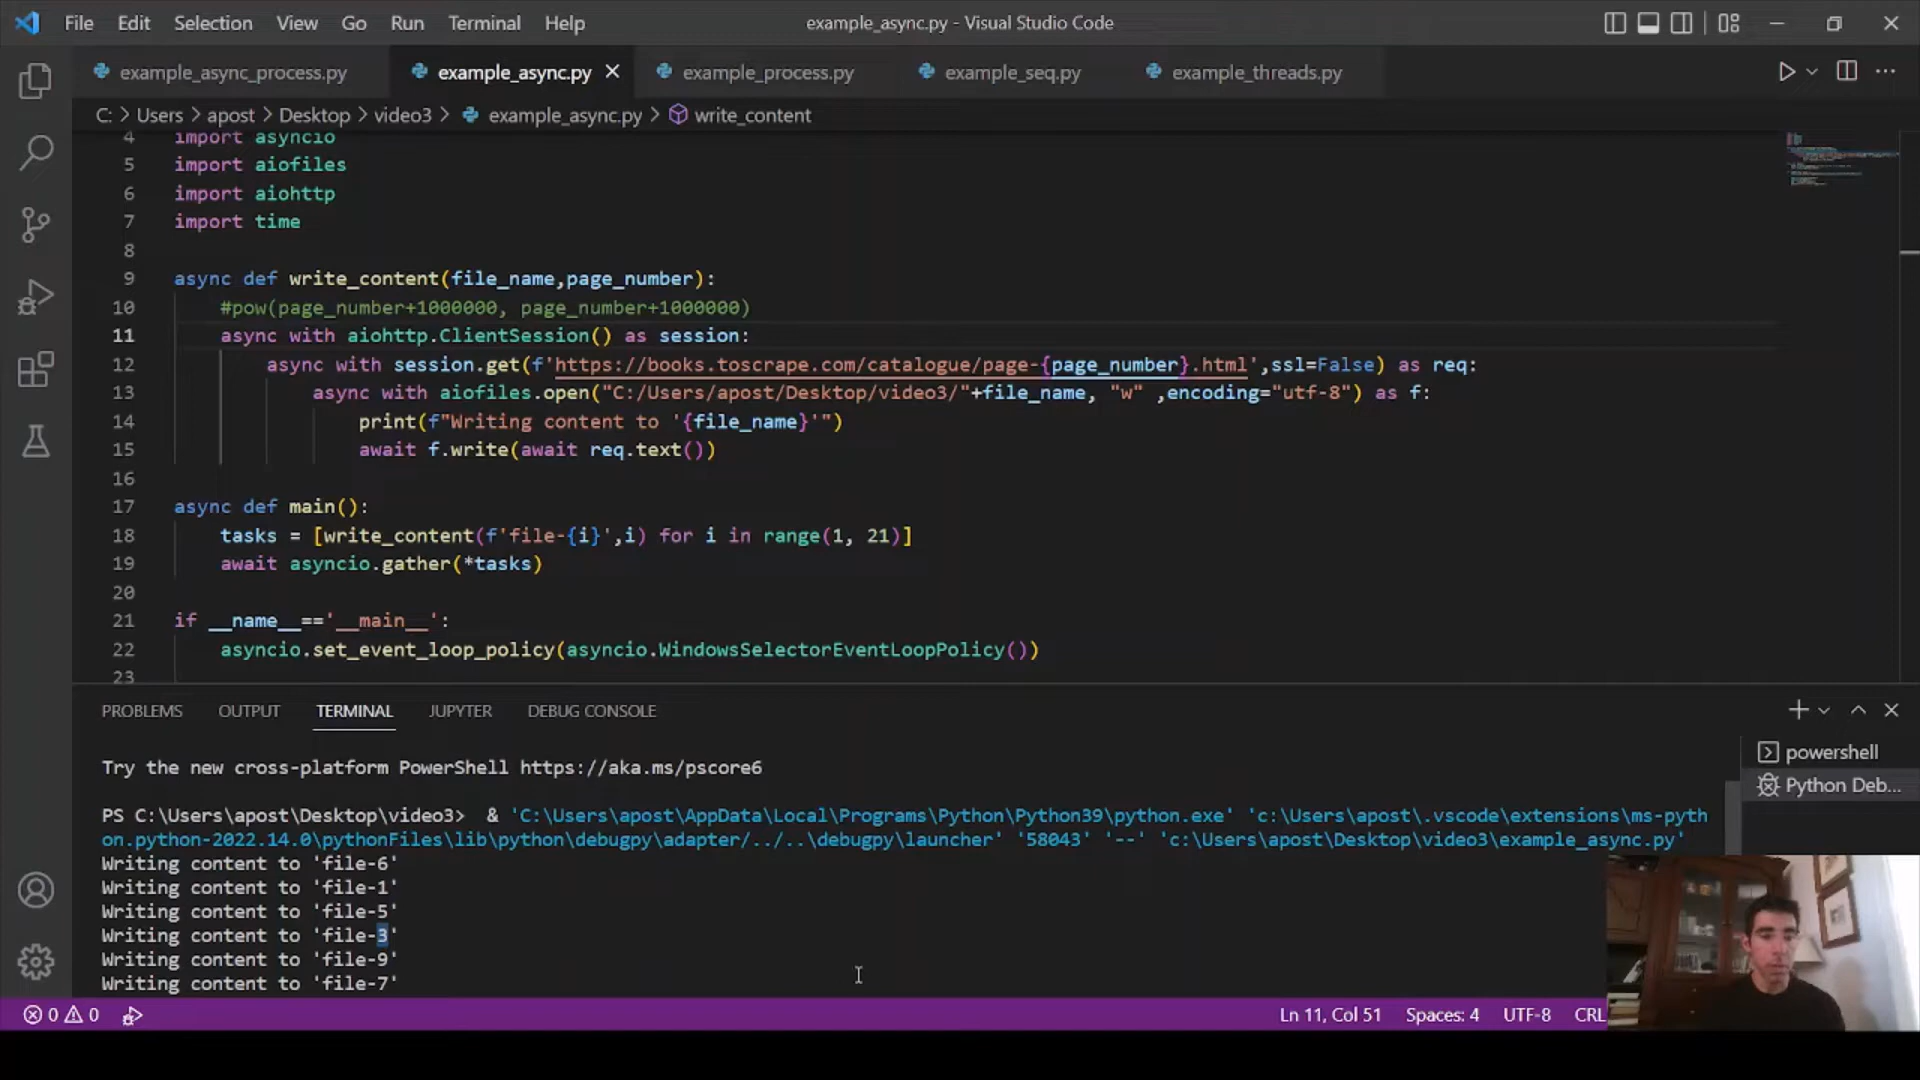 File Edit Selection View Go Run Terminal Help example_async.py - Visual Studio Code
example_async_process.py example_async.py example_process.py example_seq.py example_threads.py
C: > Users > apost > Desktop > video3 > example_async.py > write_content
4 import asyncio
5 import aiofiles
6 import aiohttp
7 import time
8
9 async def write_content(file_name,page_number):
10 #pow(page_number+1000000, page_number+1000000)
11 async with aiohttp.ClientSession() as session:
12 async with session.get(f'https://books.toscrape.com/catalogue/page-{page_number}.html',ssl=False) as req:
13 async with aiofiles.open("C:/Users/apost/Desktop/video3/"+file_name, "w" ,encoding="utf-8") as f:
14 print(f"Writing content to '{file_name}'")
15 await f.write(await req.text())
16
17 async def main():
18 tasks = [write_content(f'file-{i}',i) for i in range(1, 21)]
19 await asyncio.gather(*tasks)
20
21 if __name__=='__main__':
22 asyncio.set_event_loop_policy(asyncio.WindowsSelectorEventLoopPolicy())
23
PROBLEMS OUTPUT TERMINAL JUPYTER DEBUG CONSOLE
powershell
Python Deb...
Try the new cross-platform PowerShell https://aka.ms/pscore6
PS C:\Users\apost\Desktop\video3> & 'C:\Users\apost\AppData\Local\Programs\Python\Python39\python.exe' 'c:\Users\apost\.vscode\extensions\ms-pyth
on.python-2022.14.0\pythonFiles\lib\python\debugpy\adapter/../..\debugpy\launcher' '58043' '--' 'c:\Users\apost\Desktop\video3\example_async.py'
Writing content to 'file-6'
Writing content to 'file-1'
Writing content to 'file-5'
Writing content to 'file-3'
Writing content to 'file-9'
Writing content to 'file-7'
0 0 Ln 11, Col 51 Spaces: 4 UTF-8 CRL